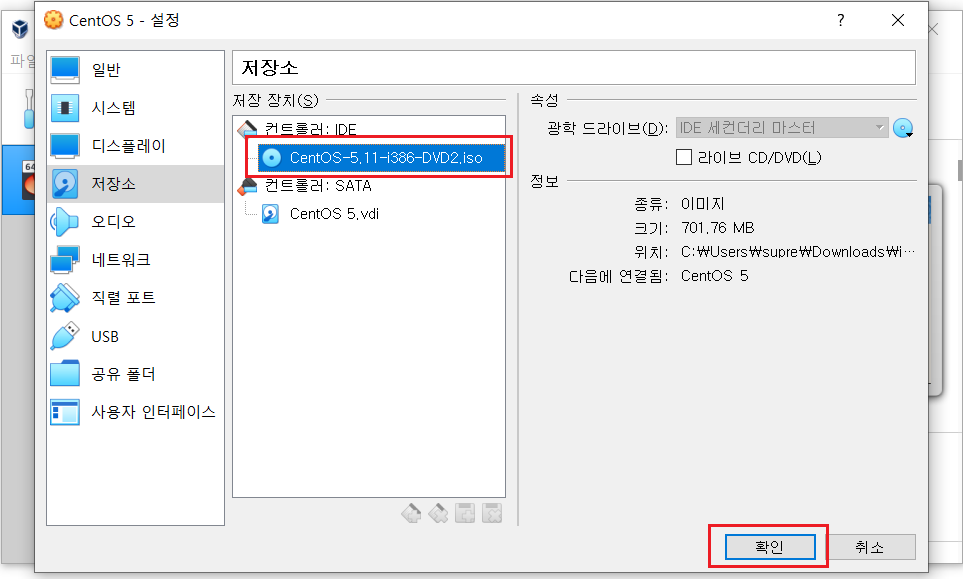 CentOS 5 - 설정
?
파일
64
일반
시스템
디스플레이
저장소
오디오
네트워크
직렬 포트
USB
공유 폴더
사용자 인터페이스
저장소
저장 장치(S)
컨트롤러: IDE
CentOS-5.11-i386-DVD2.iso
컨트롤러: SATA
CentOS 5.vdi
속성
광학 드라이브(D): IDE 세컨더리 마스터
라이브 CD/DVD(L)
정보
종류: 이미지
크기: 701.76 MB
위치: C:₩Users₩supre₩Downloads₩i···
다음에 연결됨: CentOS 5
확인
취소